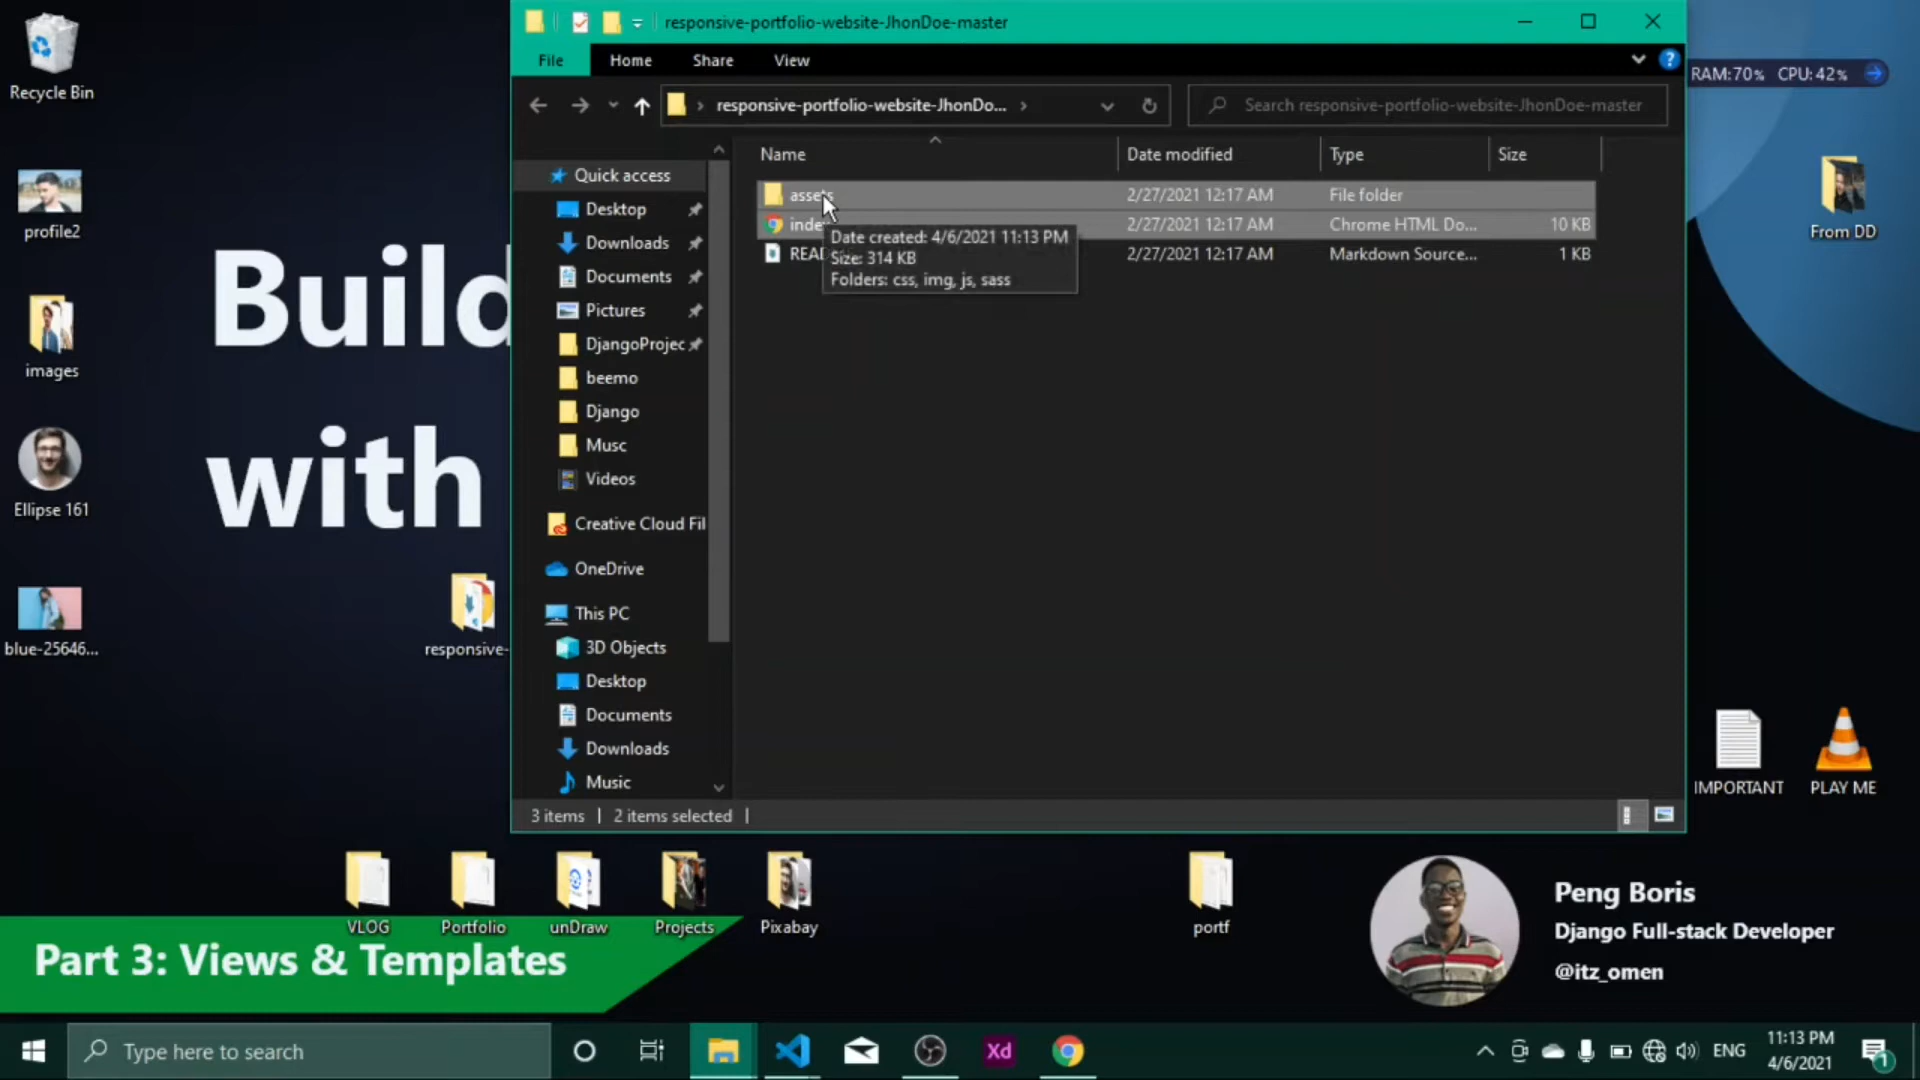 responsive-portfolio-website-JhonDoe-master
File
Home
Share
View
responsive-portfolio-website-JhonDo...
Search responsive-portfolio-website-JhonDoe-master
Name
Date modified
Type
Size
Quick access
Desktop
Downloads
Documents
Pictures
DjangoProjec
beemo
Django
Musc
Videos
Creative Cloud Fil
OneDrive
This PC
3D Objects
Desktop
Documents
Downloads
Music
assets
2/27/2021 12:17 AM
File folder
2/27/2021 12:17 AM
Chrome HTML Do...
10 KB
2/27/2021 12:17 AM
Markdown Source...
1 KB
Date created: 4/6/2021 11:13 PM
Size: 314 KB
Folders: css, img, js, sass
3 items
2 items selected
Recycle Bin
profile2
images
Ellipse 161
blue-25646...
Build
with
responsive-
RAM:70% CPU:42%
From DD
IMPORTANT
PLAY ME
VLOG
Portfolio
unDraw
Projects
Pixabay
portf
Part 3: Views & Templates
Peng Boris
Django Full-stack Developer
@itz_omen
Type here to search
Xd
ENG
11:13 PM
4/6/2021
1